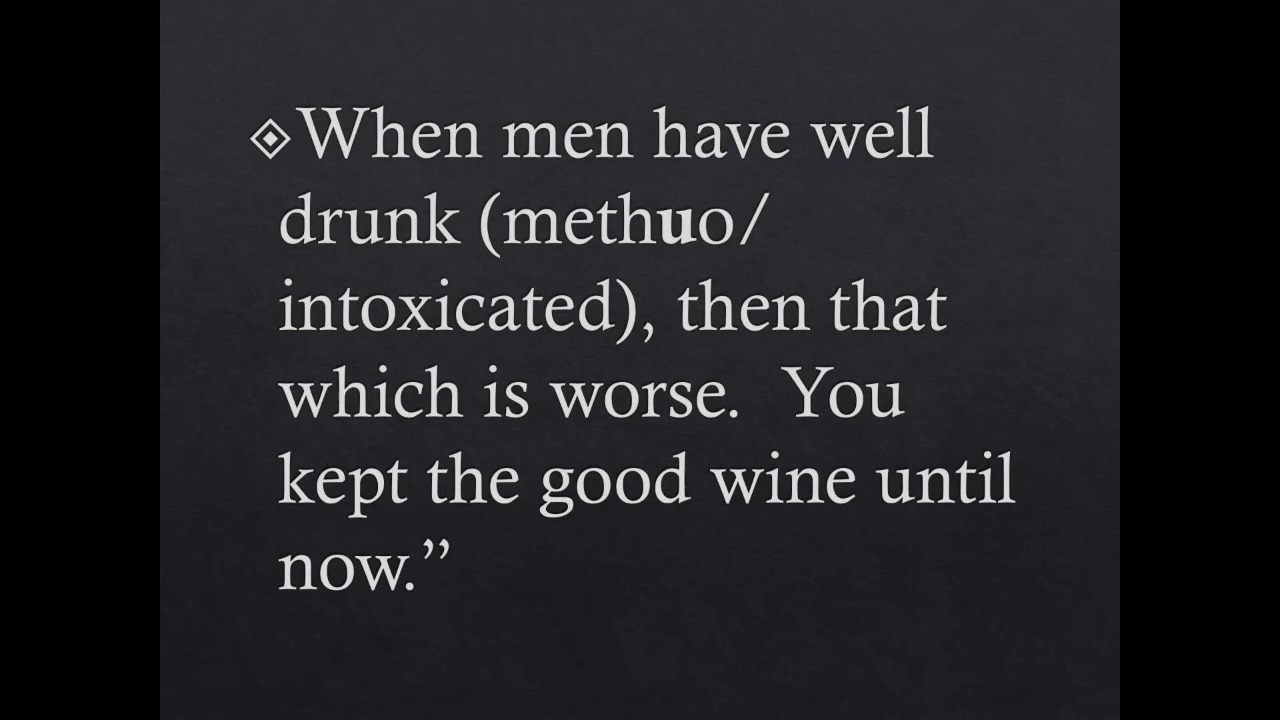 When men have well
drunk (methuo/
intoxicated), then that
which is worse.  You
kept the good wine until
now.”